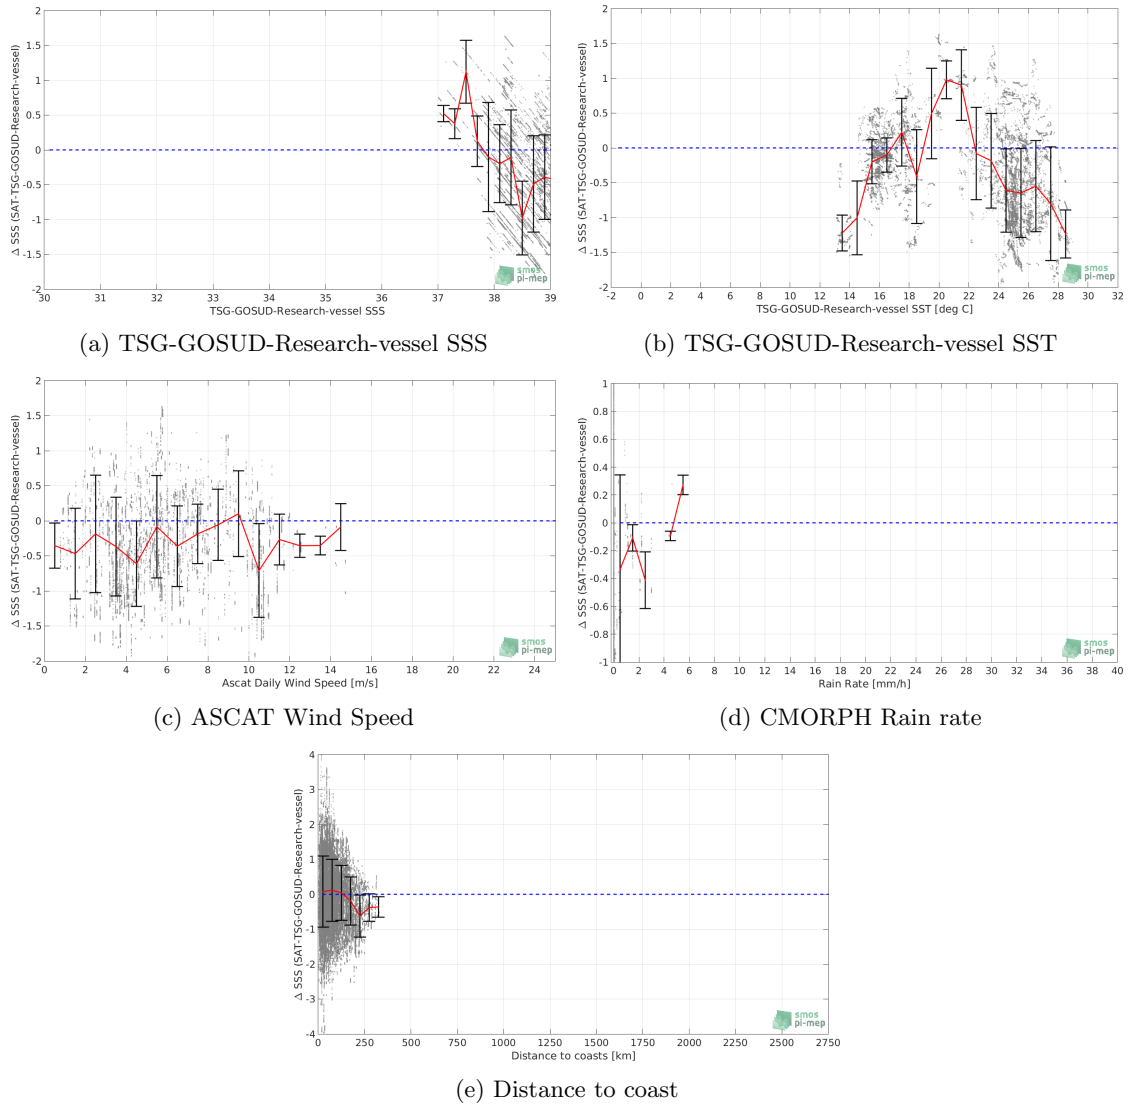 2
1.5
1
0.5
0
-0.5
-1
-1.5
-2
Δ SSS (SAT-TSG-GOSUD-Research-vessel)
30 31 32 33 34 35 36 37 38 39
TSG-GOSUD-Research-vessel SSS
smos
pi-mep
(a) TSG-GOSUD-Research-vessel SSS
2
1.5
1
0.5
0
-0.5
-1
-1.5
-2
Δ SSS (SAT-TSG-GOSUD-Research-vessel)
-2 0 2 4 6 8 10 12 14 16 18 20 22 24 26 28 30 32
TSG-GOSUD-Research-vessel SST [deg C]
smos
pi-mep
(b) TSG-GOSUD-Research-vessel SST
2
1.5
1
0.5
0
-0.5
-1
-1.5
-2
Δ SSS (SAT-TSG-GOSUD-Research-vessel)
0 2 4 6 8 10 12 14 16 18 20 22 24
Ascat Daily Wind Speed [m/s]
smos
pi-mep
(c) ASCAT Wind Speed
1
0.8
0.6
0.4
0.2
0
-0.2
-0.4
-0.6
-0.8
-1
Δ SSS (SAT-TSG-GOSUD-Research-vessel)
0 2 4 6 8 10 12 14 16 18 20 22 24 26 28 30 32 34 36 38 40
Rain Rate [mm/h]
smos
pi-mep
(d) CMORPH Rain rate
4
3
2
1
0
-1
-2
-3
-4
Δ SSS (SAT-TSG-GOSUD-Research-vessel)
0 250 500 750 1000 1250 1500 1750 2000 2250 2500 2750
Distance to coasts [km]
smos
pi-mep
(e) Distance to coast